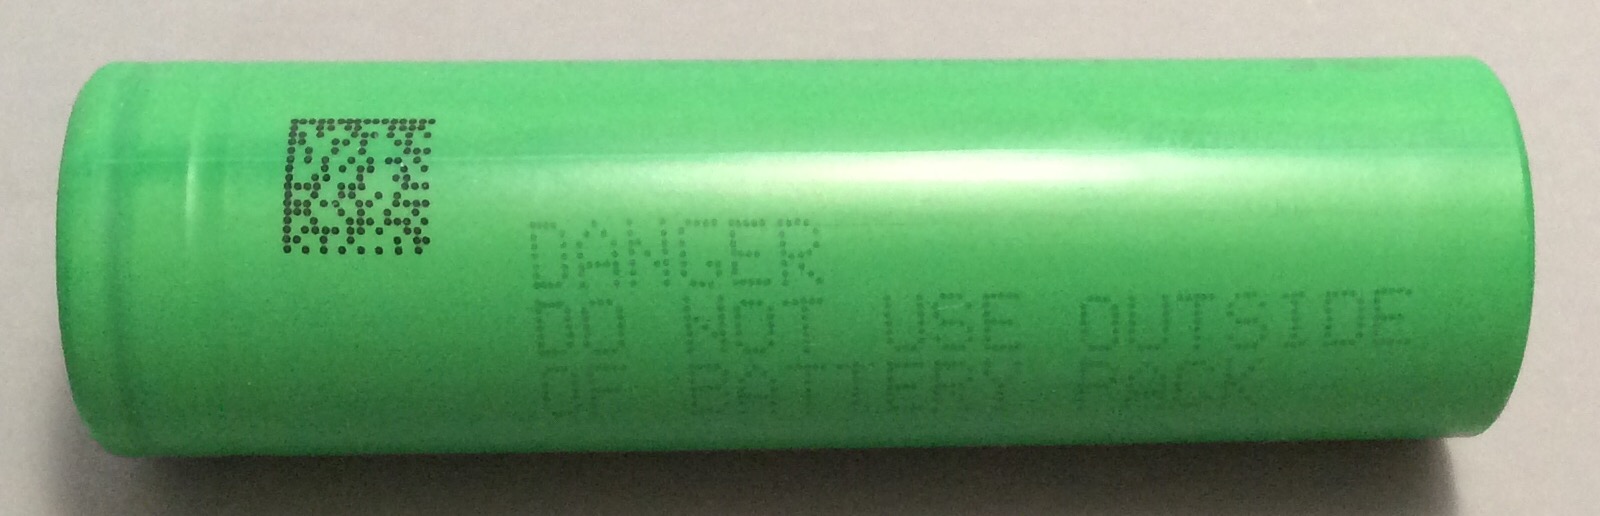 DANGER
DO NOT USE OUTSIDE
OF BATTERY PACK